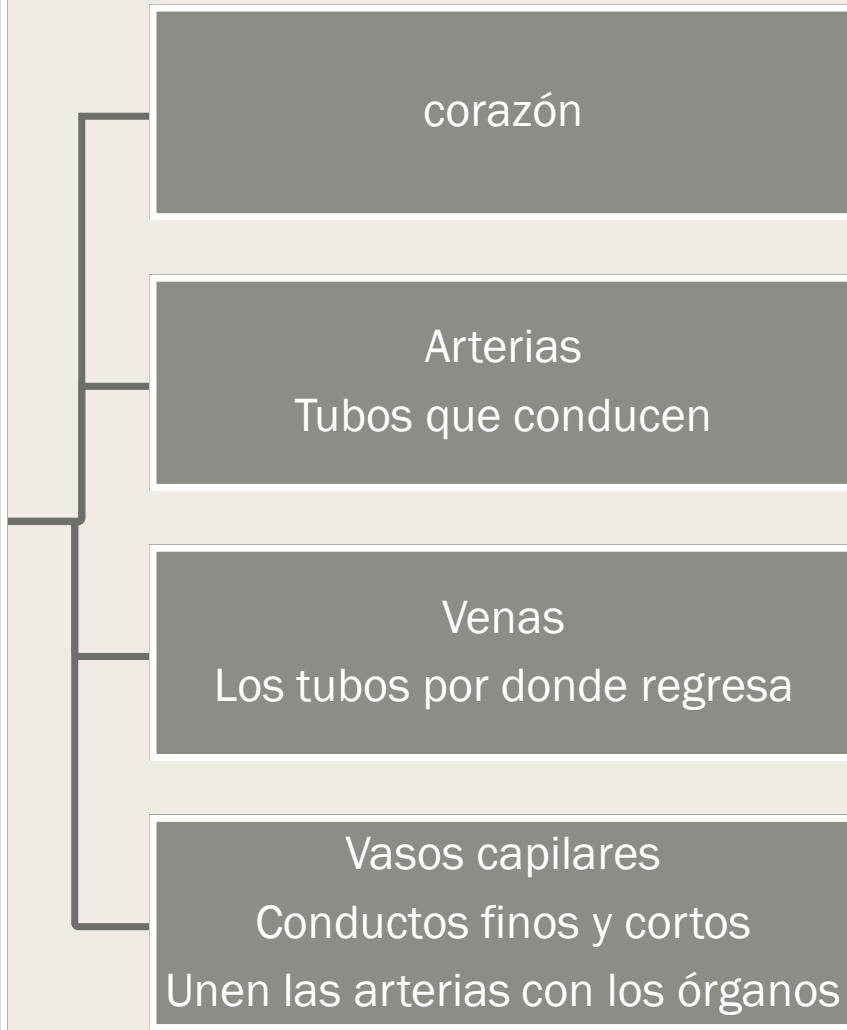 corazón
Arterias
Tubos que conducen
Venas
Los tubos por donde regresa
Vasos capilares
Conductos finos y cortos
Unen las arterias con los órganos